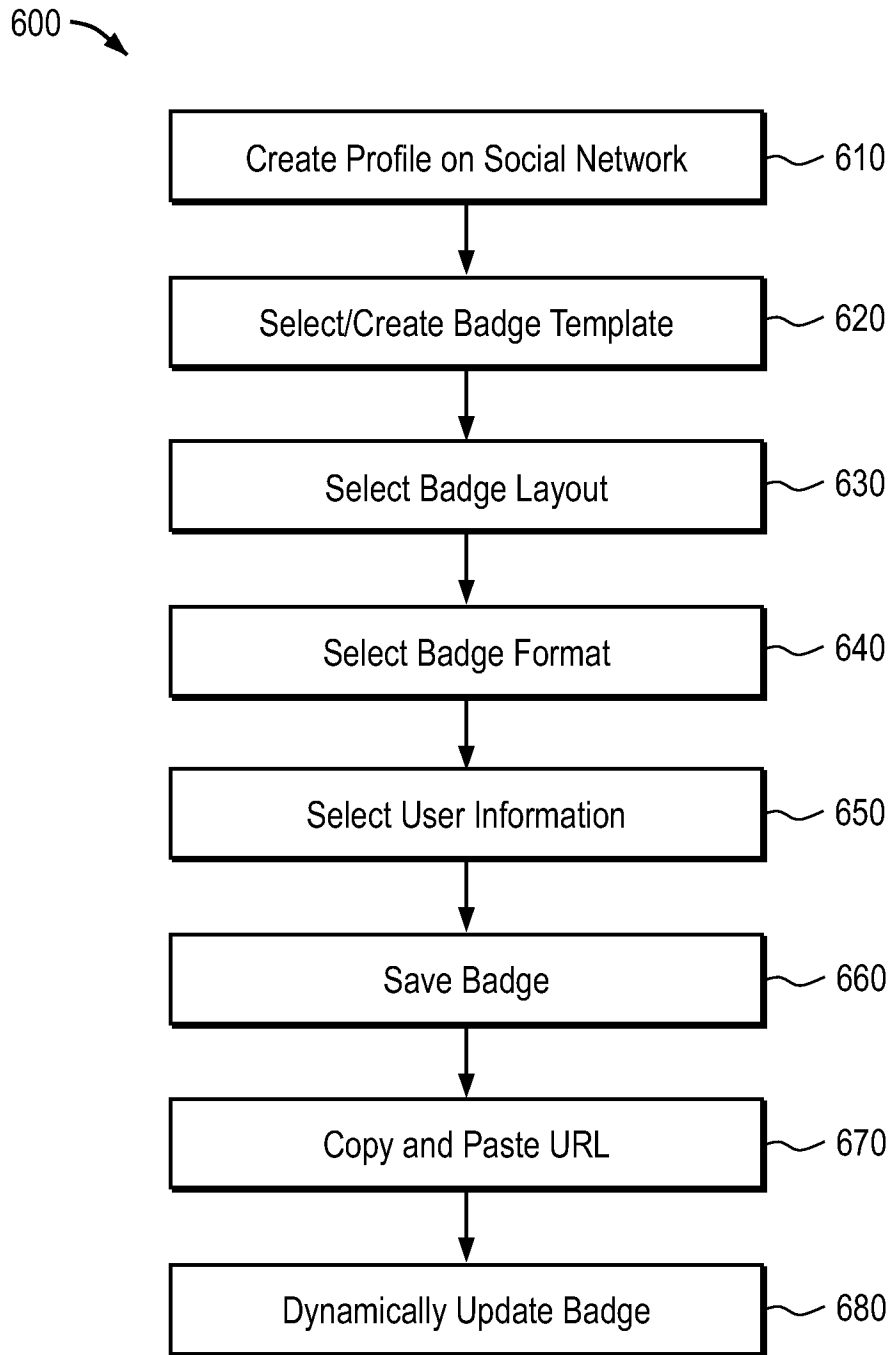 600
Create Profile on Social Network 610
Select/Create Badge Template 620
Select Badge Layout 630
Select Badge Format 640
Select User Information 650
Save Badge 660
Copy and Paste URL 670
Dynamically Update Badge 680